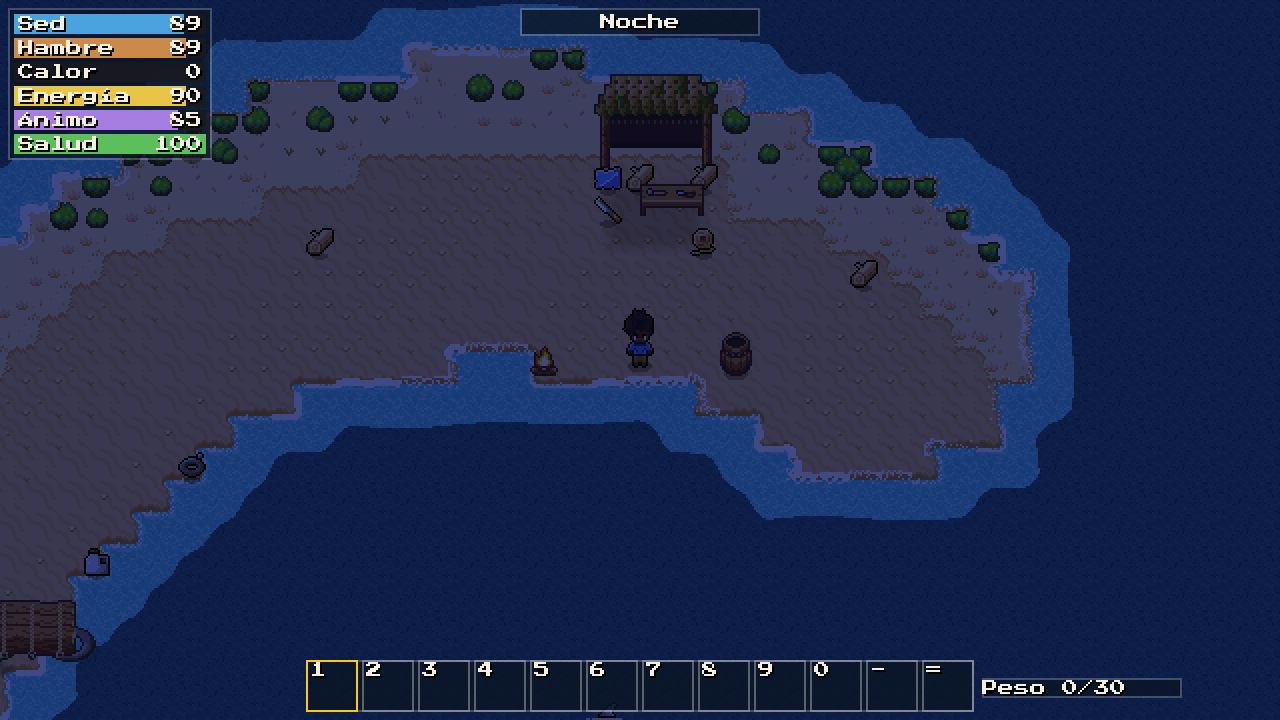 Sed 89
Hambre 89
Calor 0
Energía 90
Ánimo 85
Salud 100
Noche
1 2 3 4 5 6 7 8 9 0 - =
Peso 0/30